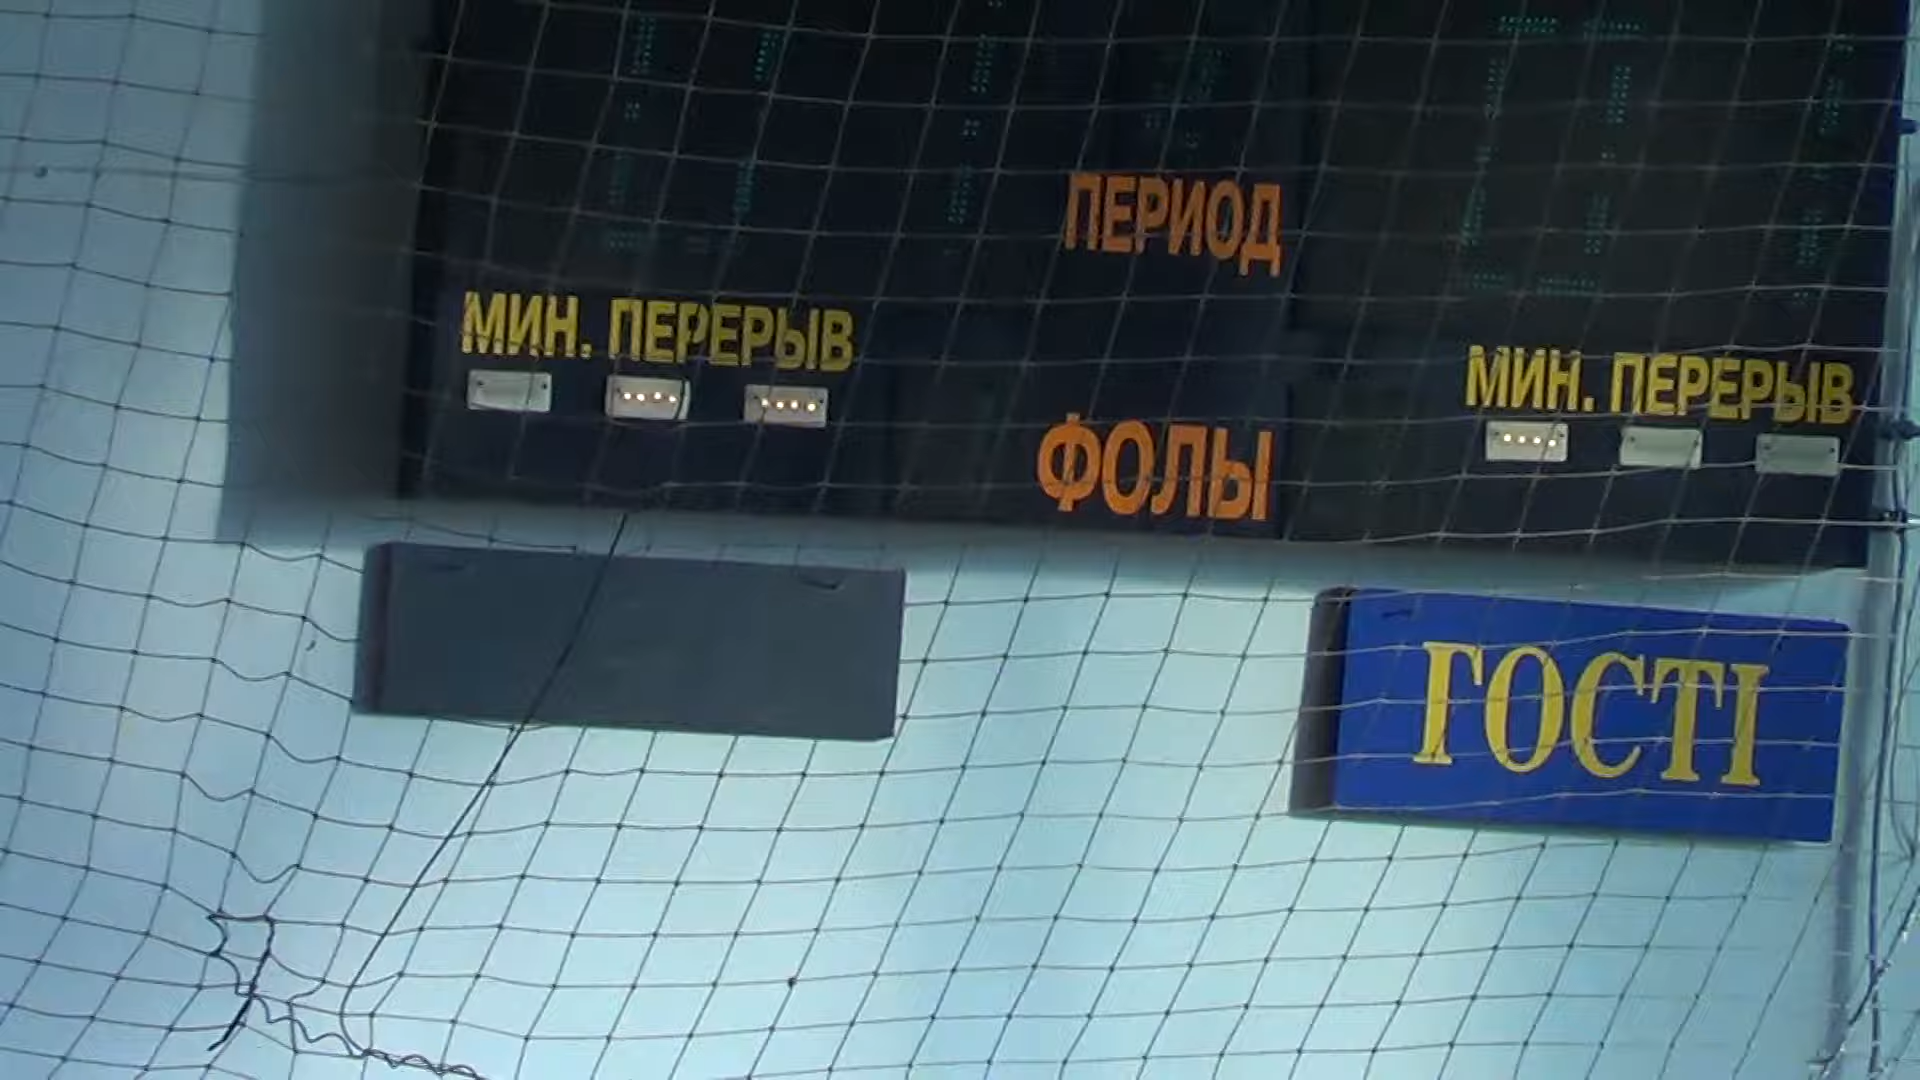 ПЕРИОД
МИН. ПЕРЕРЫВ
МИН. ПЕРЕРЫВ
ФОЛЫ
ГОСТІ